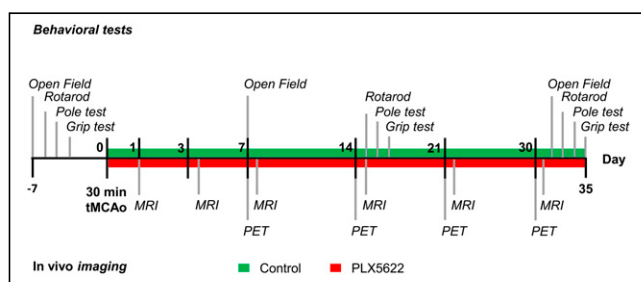 Behavioral tests
Open Field
Rotarod
Pole test
Grip test
Open Field
Rotarod
Pole test
Grip test
Open Field
Rotarod
Pole test
Grip test
0 1 3 7 14 21 30 Day
-7 35
30 min
tMCAo
MRI MRI MRI MRI MRI MRI
PET PET PET PET
In vivo imaging Control PLX5622